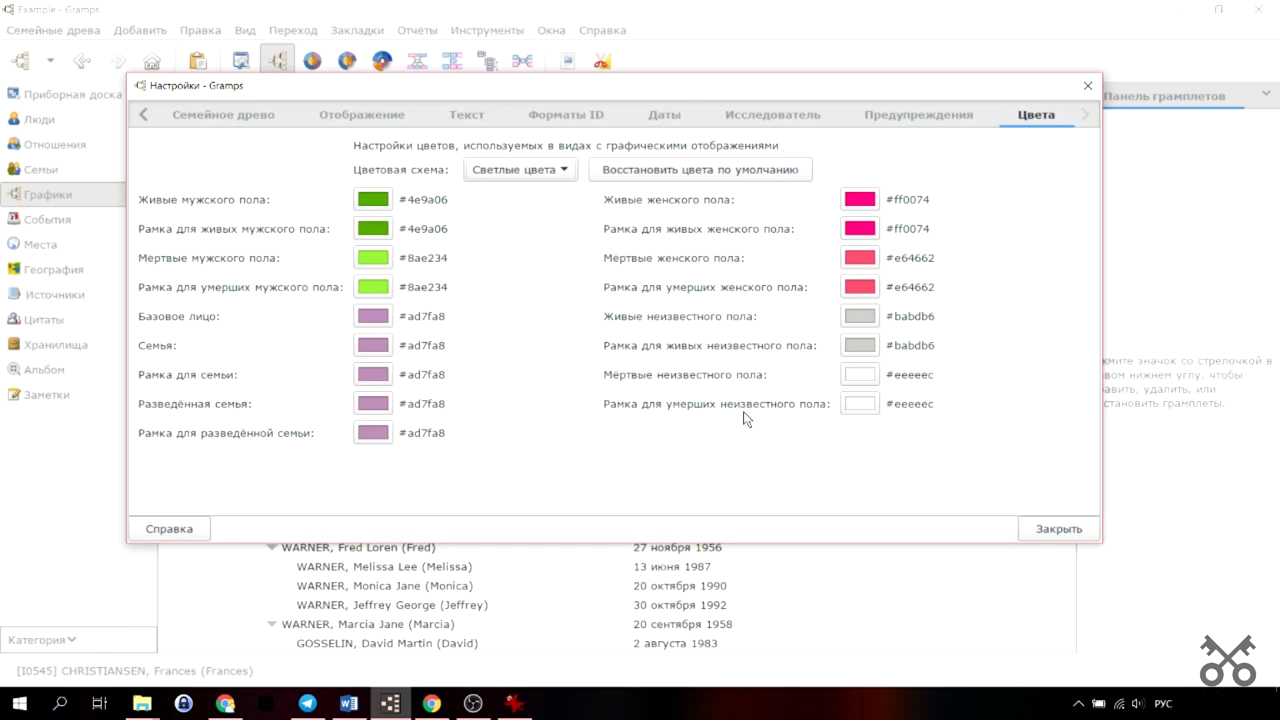 Example - Gramps
Семейные древа Добавить Правка Вид Переход Закладки Отчёты Инструменты Окна Справка
Настройки - Gramps
Семейное древо Отображение Текст Форматы ID Даты Исследователь Предупреждения Цвета
Настройки цветов, используемых в видах с графическими отображениями
Цветовая схема: Светлые цвета Восстановить цвета по умолчанию
Живые мужского пола: #4e9a06 Живые женского пола: #ff0074
Рамка для живых мужского пола: #4e9a06 Рамка для живых женского пола: #ff0074
Мертвые мужского пола: #8ae234 Мертвые женского пола: #e64662
Рамка для умерших мужского пола: #8ae234 Рамка для умерших женского пола: #e64662
Базовое лицо: #ad7fa8 Живые неизвестного пола: #babdb6
Семья: #ad7fa8 Рамка для живых неизвестного пола: #babdb6
Рамка для семьи: #ad7fa8 Мёртвые неизвестного пола: #eeeeec
Разведённая семья: #ad7fa8 Рамка для умерших неизвестного пола: #eeeeec
Рамка для разведённой семьи: #ad7fa8
Справка Закрыть
Приборная доска
Люди
Отношения
Семьи
Графики
События
Места
География
Источники
Цитаты
Хранилища
Альбом
Заметки
Категория
Панель грамплетов
мите значок со стрелочкой в
вом нижнем углу, чтобы
авить, удалить, или
становить грамплеты.
WARNER, Fred Loren (Fred) 27 ноября 1956
WARNER, Melissa Lee (Melissa) 13 июня 1987
WARNER, Monica Jane (Monica) 20 октября 1990
WARNER, Jeffrey George (Jeffrey) 30 октября 1992
WARNER, Marcia Jane (Marcia) 20 сентября 1958
GOSSELIN, David Martin (David) 2 августа 1983
[I0545] CHRISTIANSEN, Frances (Frances)
РУС